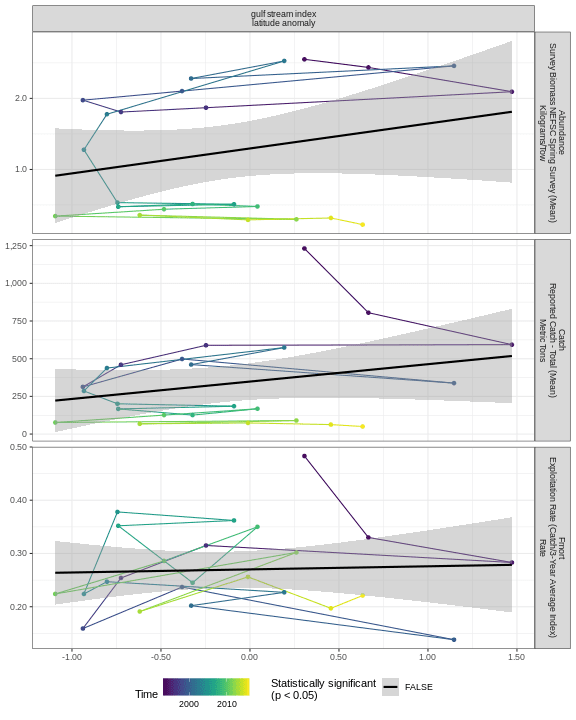 gulf stream index
latitude anomaly
2.0
1.0
Abundance
Survey Biomass NEFSC Spring Survey (Mean)
Kilograms/Tow
1,250
1,000
750
500
250
0
Catch
Reported Catch - Total (Mean)
Metric Tons
0.50
0.40
0.30
0.20
Fmort
Exploitation Rate (Catch/3-Year Average Index)
Rate
-1.00
-0.50
0.00
0.50
1.00
1.50
Time
2000
2010
Statistically significant
(p < 0.05)
FALSE